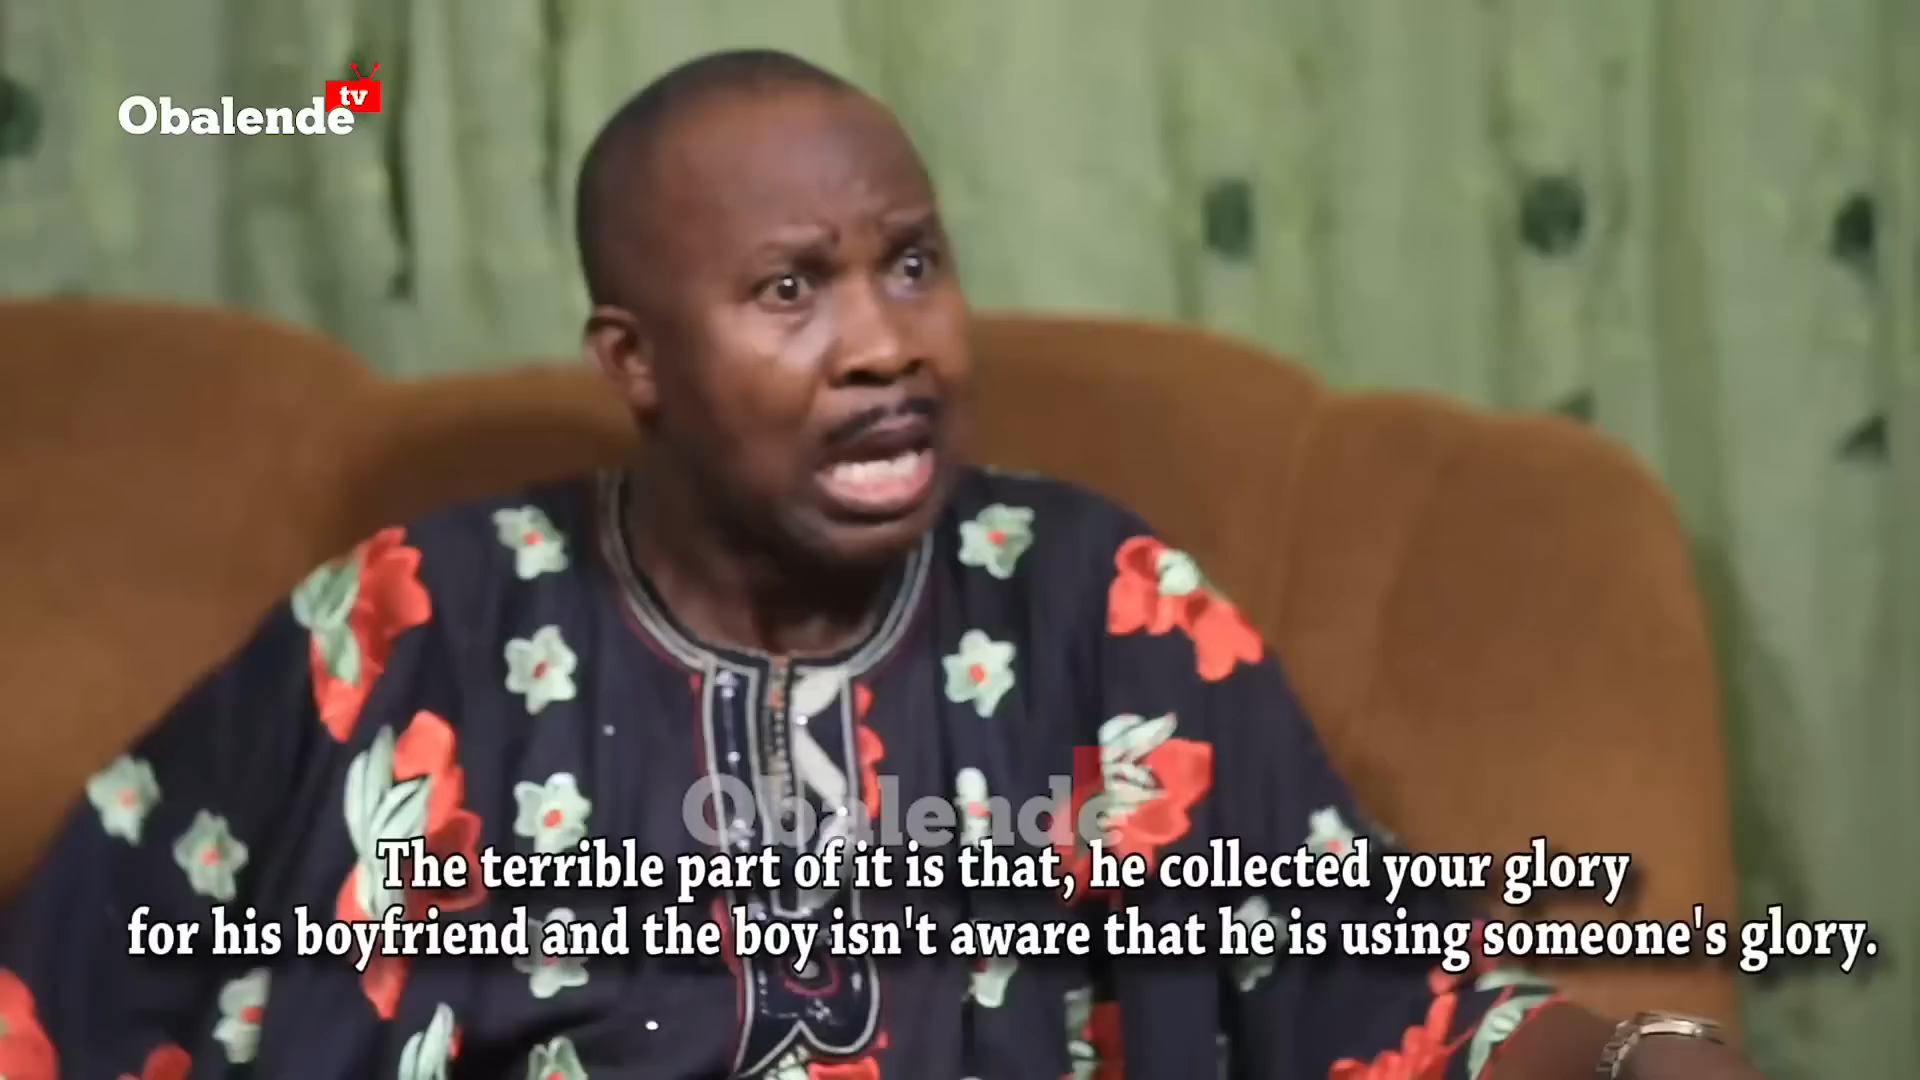 Obalende tv
Obalende
The terrible part of it is that, he collected your glory
for his boyfriend and the boy isn't aware that he is using someone's glory.